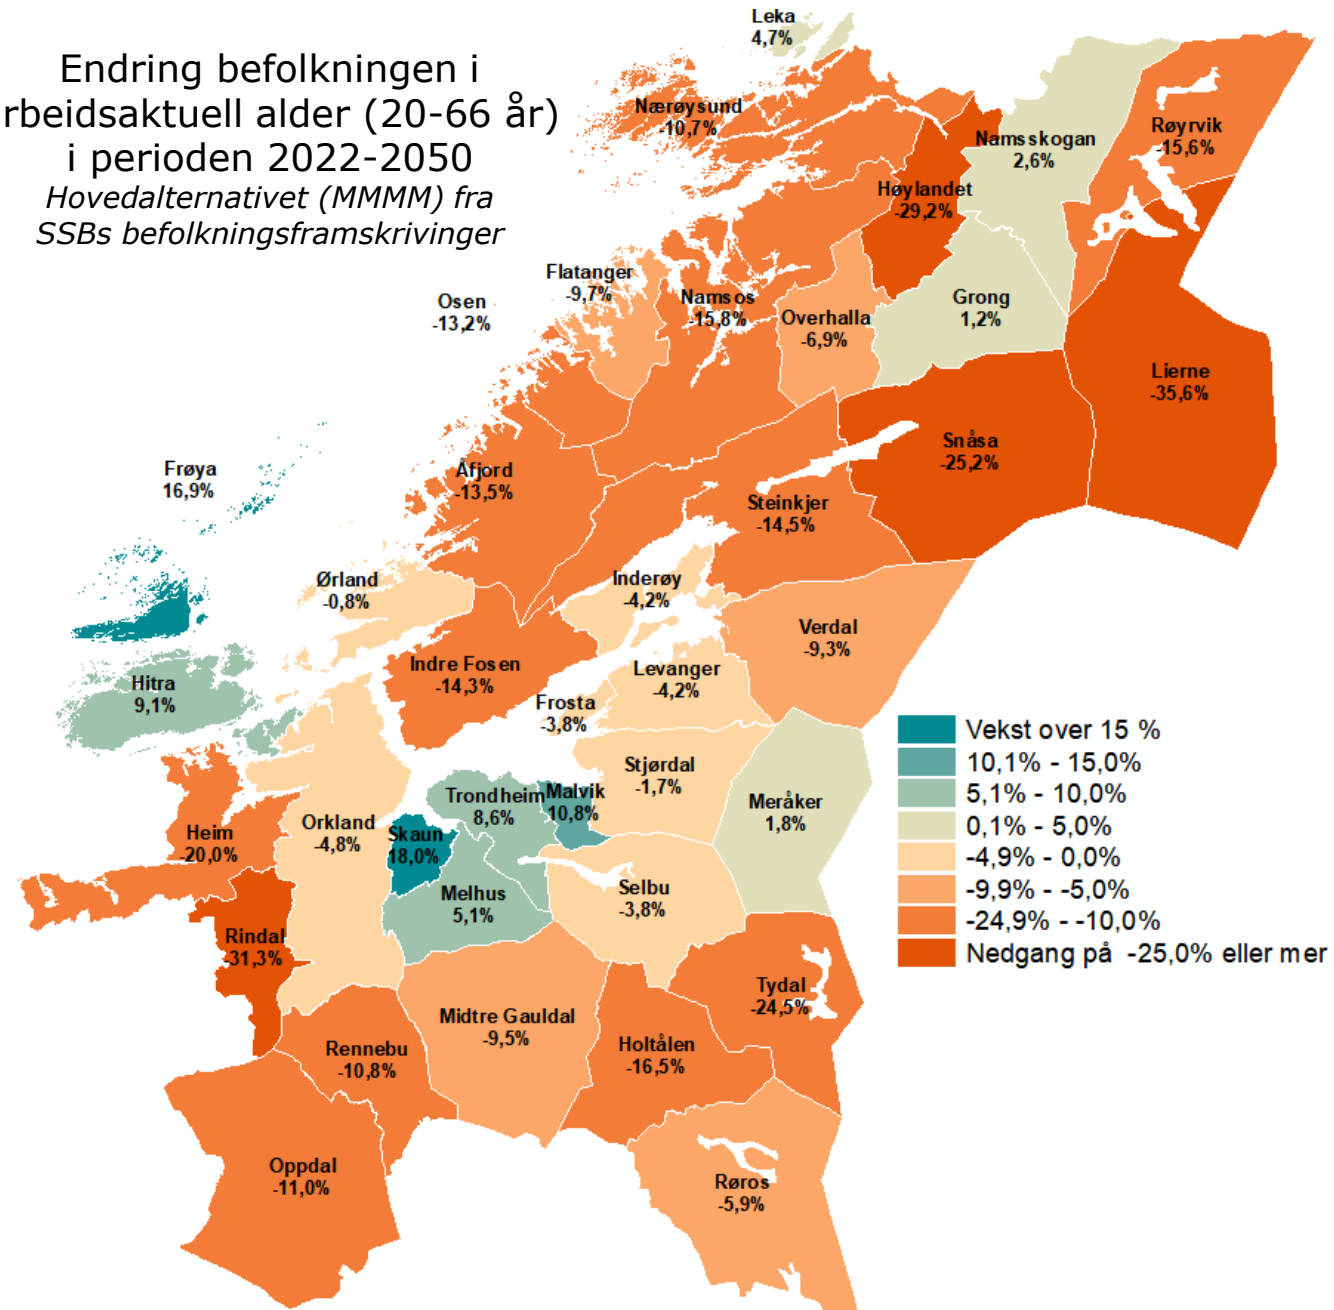 Endring befolkningen i
rbeidsaktuell alder (20-66 år)
i perioden 2022-2050
Hovedalternativet (MMMM) fra
SSBs befolkningsframskrivinger
Leka
4,7%
Nærøysund
-10,7%
Namsskogan
2,6%
Røyrvik
-15,6%
Høylandet
-29,2%
Flatanger
-9,7%
Osen
-13,2%
Namsos
-15,8%
Overhalla
-6,9%
Grong
1,2%
Lierne
-35,6%
Snåsa
-25,2%
Frøya
16,9%
Åfjord
-13,5%
Steinkjer
-14,5%
Ørland
-0,8%
Inderøy
-4,2%
Verdal
-9,3%
Indre Fosen
-14,3%
Levanger
-4,2%
Hitra
9,1%
Frosta
-3,8%
Stjørdal
-1,7%
Meråker
1,8%
Trondheim
8,6%
Malvik
10,8%
Heim
-20,0%
Orkland
-4,8%
Skaun
18,0%
Melhus
5,1%
Selbu
-3,8%
Rindal
-31,3%
Tydal
-24,5%
Midtre Gauldal
-9,5%
Holtålen
-16,5%
Rennebu
-10,8%
Oppdal
-11,0%
Røros
-5,9%
Vekst over 15 %
10,1% - 15,0%
5,1% - 10,0%
0,1% - 5,0%
-4,9% - 0,0%
-9,9% - -5,0%
-24,9% - -10,0%
Nedgang på -25,0% eller mer